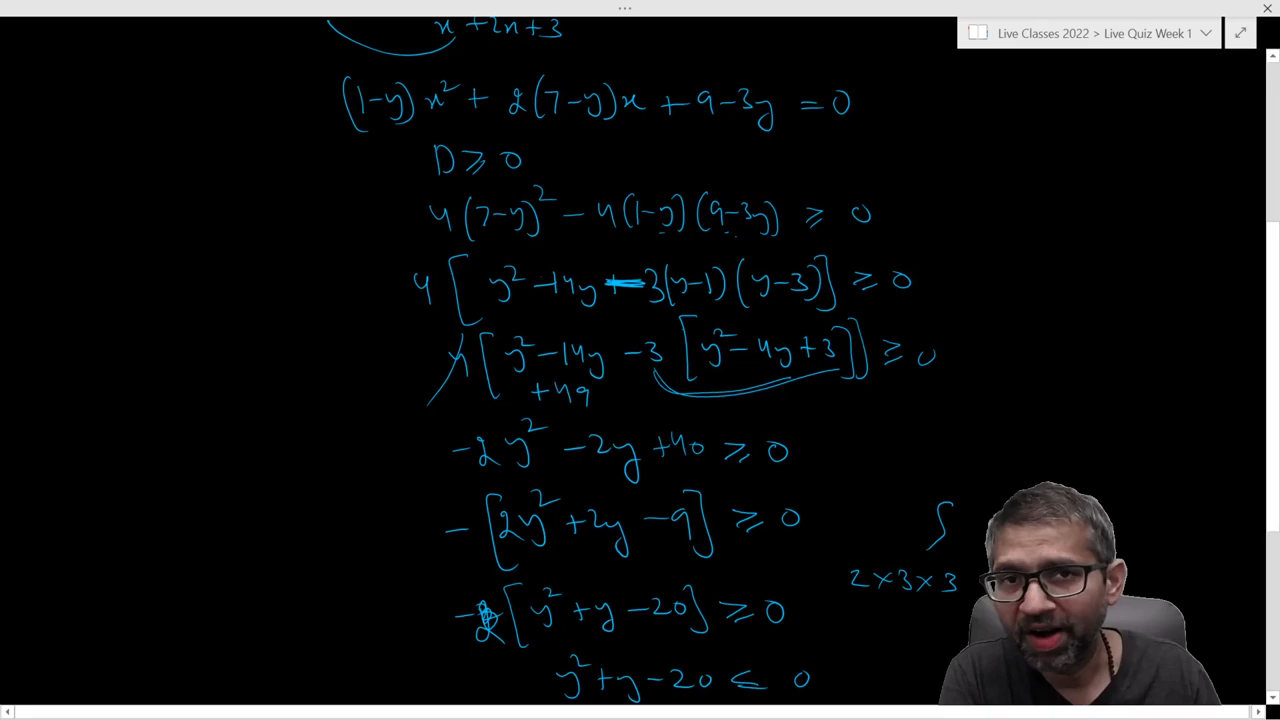 Live Classes 2022 > Live Quiz Week 1
x +2x+3
(1-y)x² + 2(7-y)x + 9-3y = 0
D ≥ 0
4(7-y)² - 4(1-y)(9-3y) ≥ 0
4[y² -14y - 3(y-1)(y-3)] ≥ 0
4[y² -14y -3[y² - 4y + 3]] ≥ 0
+49
-2y² -2y +40 ≥ 0
-[2y² +2y -9] ≥ 0
2×3×3
-2[y² +y -20] ≥ 0
y² +y -20 ≤ 0